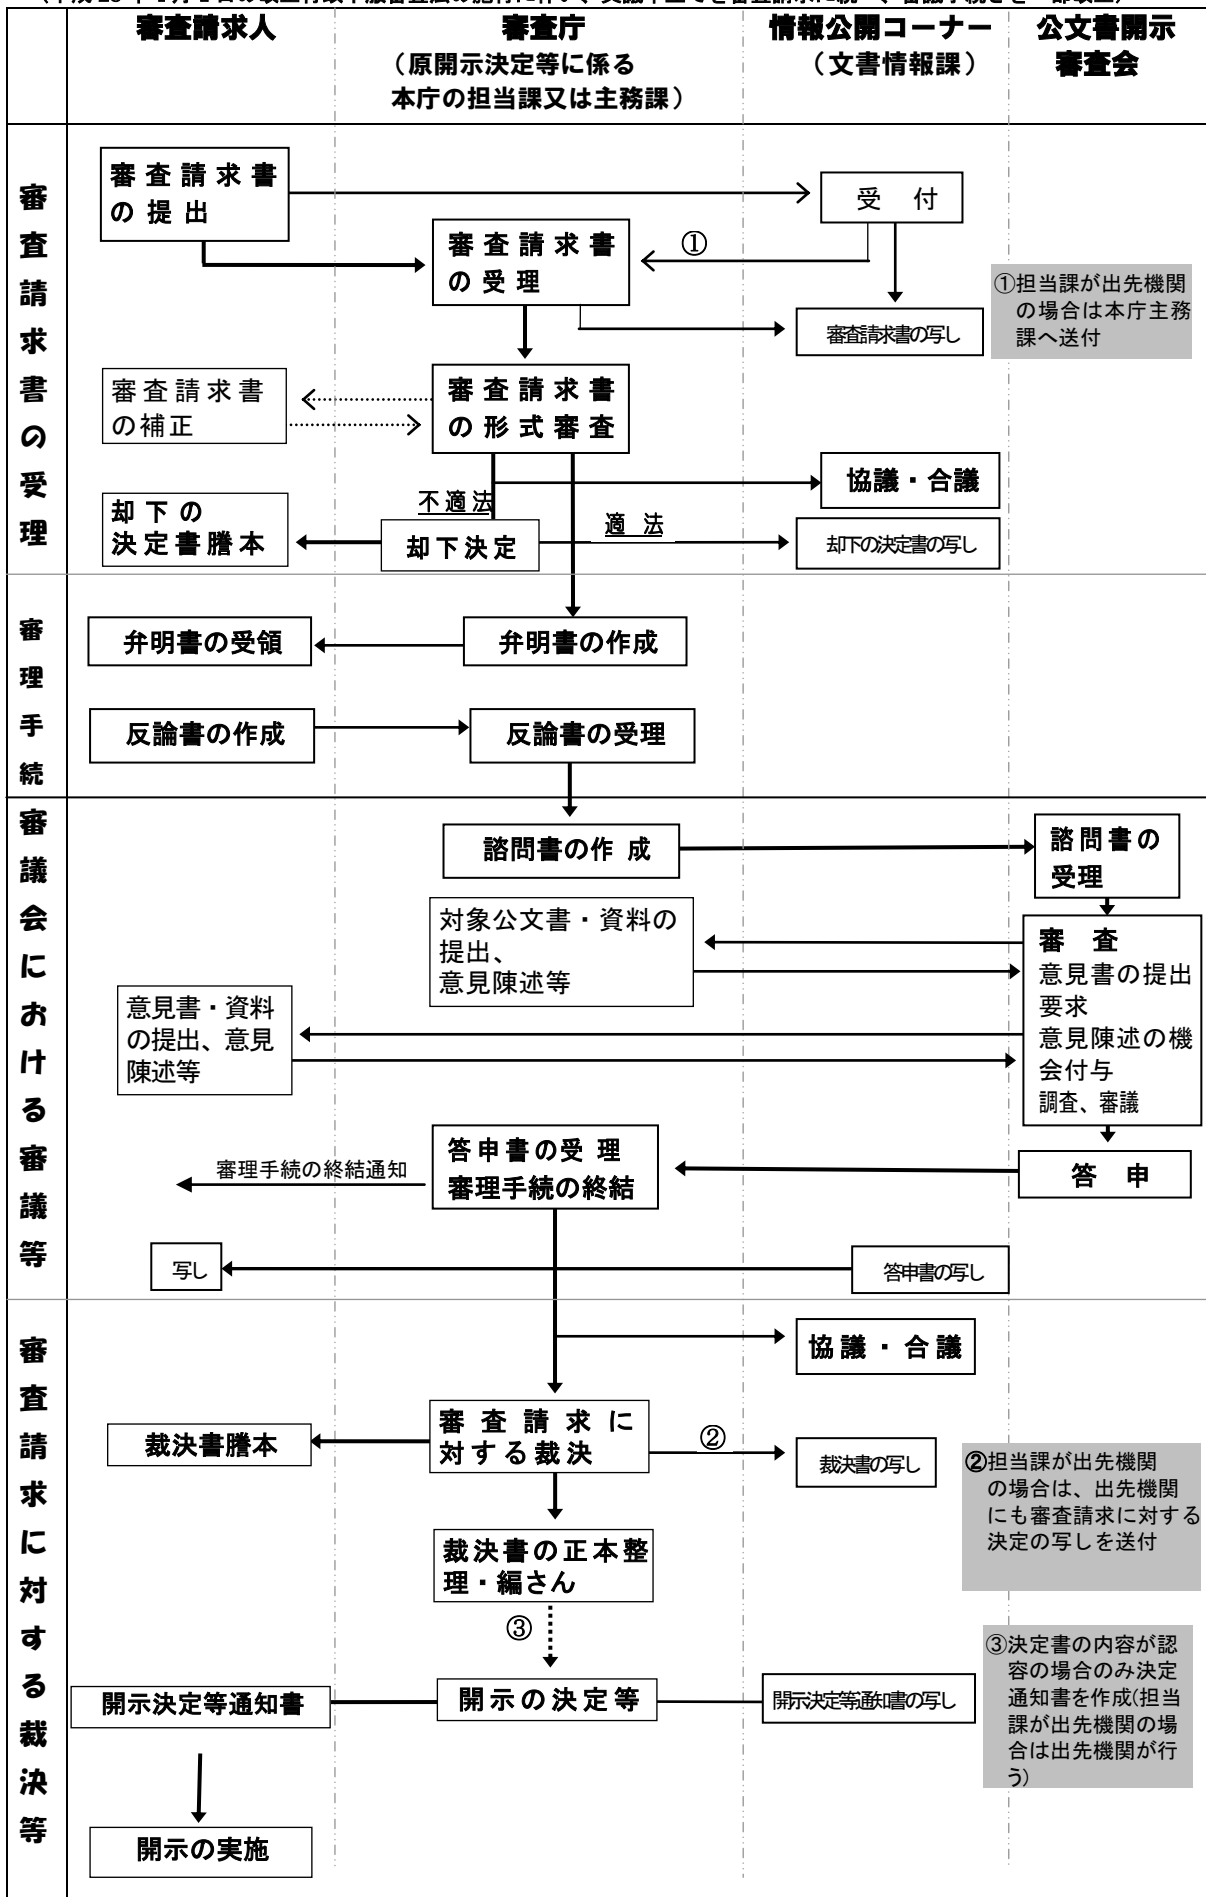 審査請求人
審査庁
（原開示決定等に係る
本庁の担当課又は主務課）
情報公開コーナー
（文書情報課）
公文書開示
審査会
審査請求書の受理
審査請求書
の提出
受　付
審査請求書
の受理
①
①担当課が出先機関
の場合は本庁主務
課へ送付
審査請求書の写し
審査請求書
の補正
審査請求書
の形式審査
協議・合議
不適法
適　法
却下の
決定書謄本
却下決定
却下の決定書の写し
審理手続
弁明書の受領
弁明書の作成
反論書の作成
反論書の受理
審議会における審議等
諮問書の作 成
諮問書の
受理
対象公文書・資料の
提出、
意見陳述等
審　査
意見書の提出
要求
意見陳述の機
会付与
調査、審議
意見書・資料
の提出、意見
陳述等
答申書の受 理
審理手続の終結
審理手続の終結通知
答　申
写し
答申書の写し
審査請求に対する裁決等
協議・合議
審査請求に
対する裁決
裁決書謄本
②
裁決書の写し
②担当課が出先機関
の場合は、出先機関
にも審査請求に対する
決定の写しを送付
裁決書の正本整
理・編さん
③
③決定書の内容が認
容の場合のみ決定
通知書を作成(担当
課が出先機関の場
合は出先機関が行
う)
開示決定等通知書
開示の決定等
開示決定等通知書の写し
開示の実施